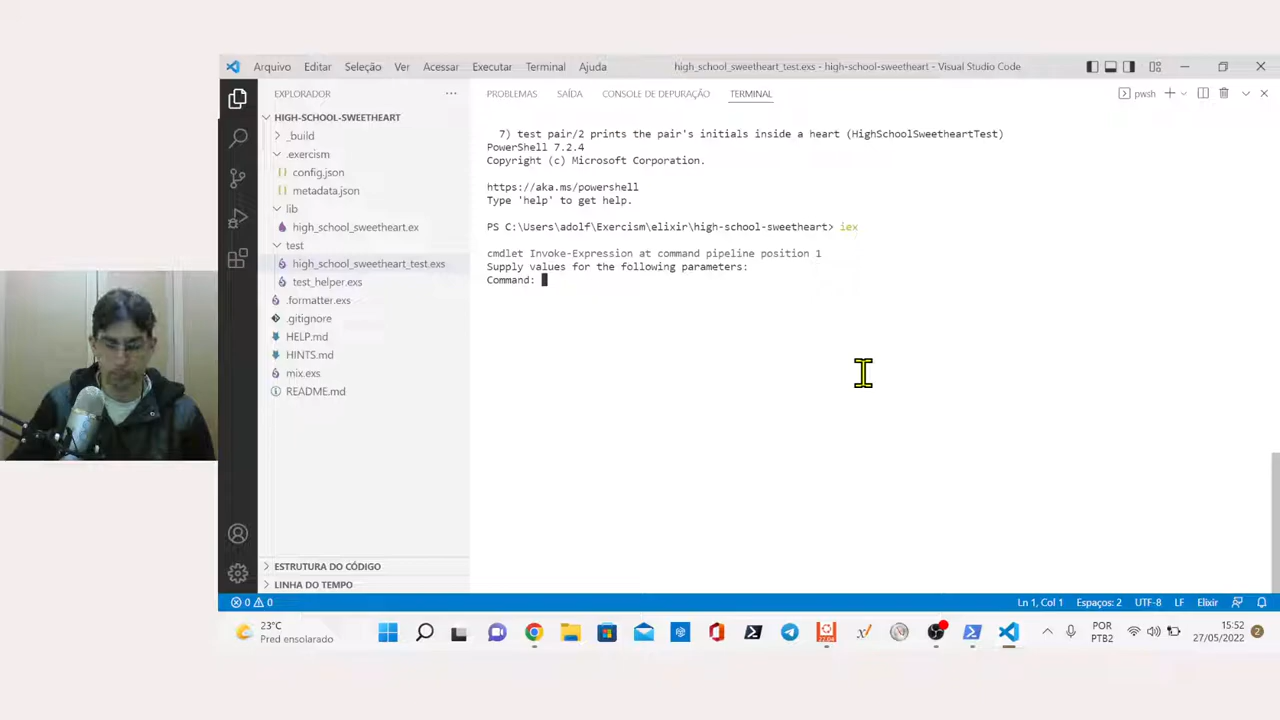 Arquivo Editar Seleção Ver Acessar Executar Terminal Ajuda high_school_sweetheart_test.exs - high-school-sweetheart - Visual Studio Code
EXPLORADOR ...
PROBLEMAS SAÍDA CONSOLE DE DEPURAÇÃO TERMINAL pwsh
HIGH-SCHOOL-SWEETHEART
_build
.exercism
config.json
metadata.json
lib
high_school_sweetheart.ex
test
high_school_sweetheart_test.exs
test_helper.exs
.formatter.exs
.gitignore
HELP.md
HINTS.md
mix.exs
README.md
ESTRUTURA DO CÓDIGO
LINHA DO TEMPO
7) test pair/2 prints the pair's initials inside a heart (HighSchoolSweetheartTest)
PowerShell 7.2.4
Copyright (c) Microsoft Corporation.
https://aka.ms/powershell
Type 'help' to get help.
PS C:\Users\adolf\Exercism\elixir\high-school-sweetheart> iex
cmdlet Invoke-Expression at command pipeline position 1
Supply values for the following parameters:
Command:
0 0 Ln 1, Col 1 Espaços: 2 UTF-8 LF Elixir
23°C
Pred ensolarado
22.04
POR
PTB2
15:52
27/05/2022
2